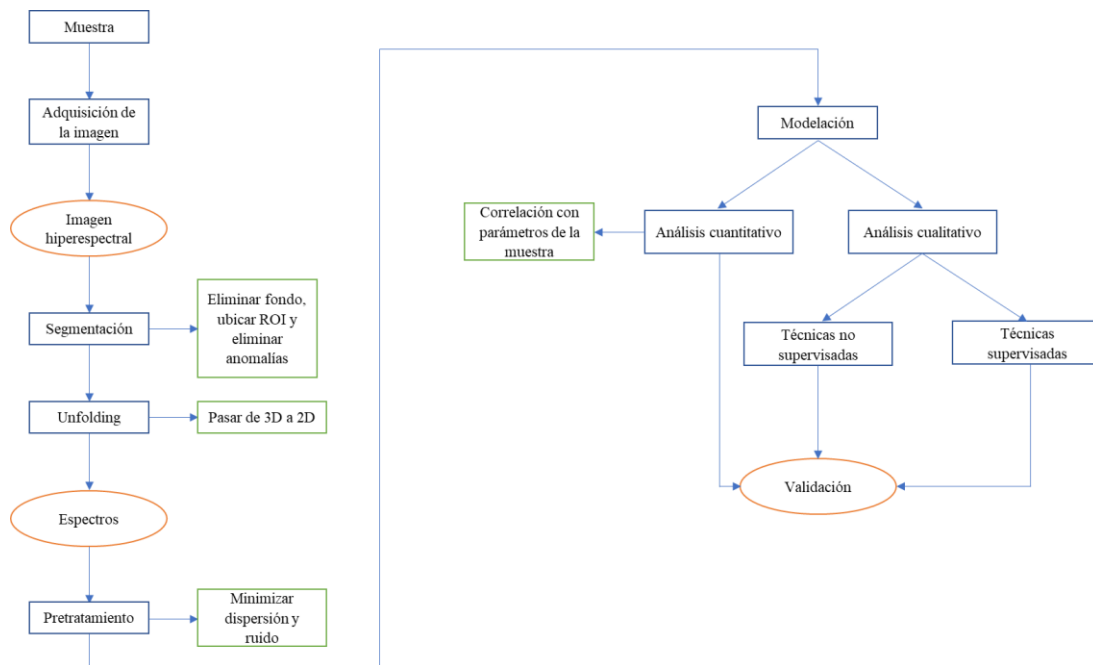 Muestra
Adquisición de
la imagen
Imagen
hiperespectral
Segmentación
Eliminar fondo,
ubicar ROI y
eliminar
anomalías
Unfolding
Pasar de 3D a 2D
Espectros
Pretratamiento
Minimizar
dispersión y
ruido
Modelación
Correlación con
parámetros de la
muestra
Análisis cuantitativo
Análisis cualitativo
Técnicas no
supervisadas
Técnicas
supervisadas
Validación